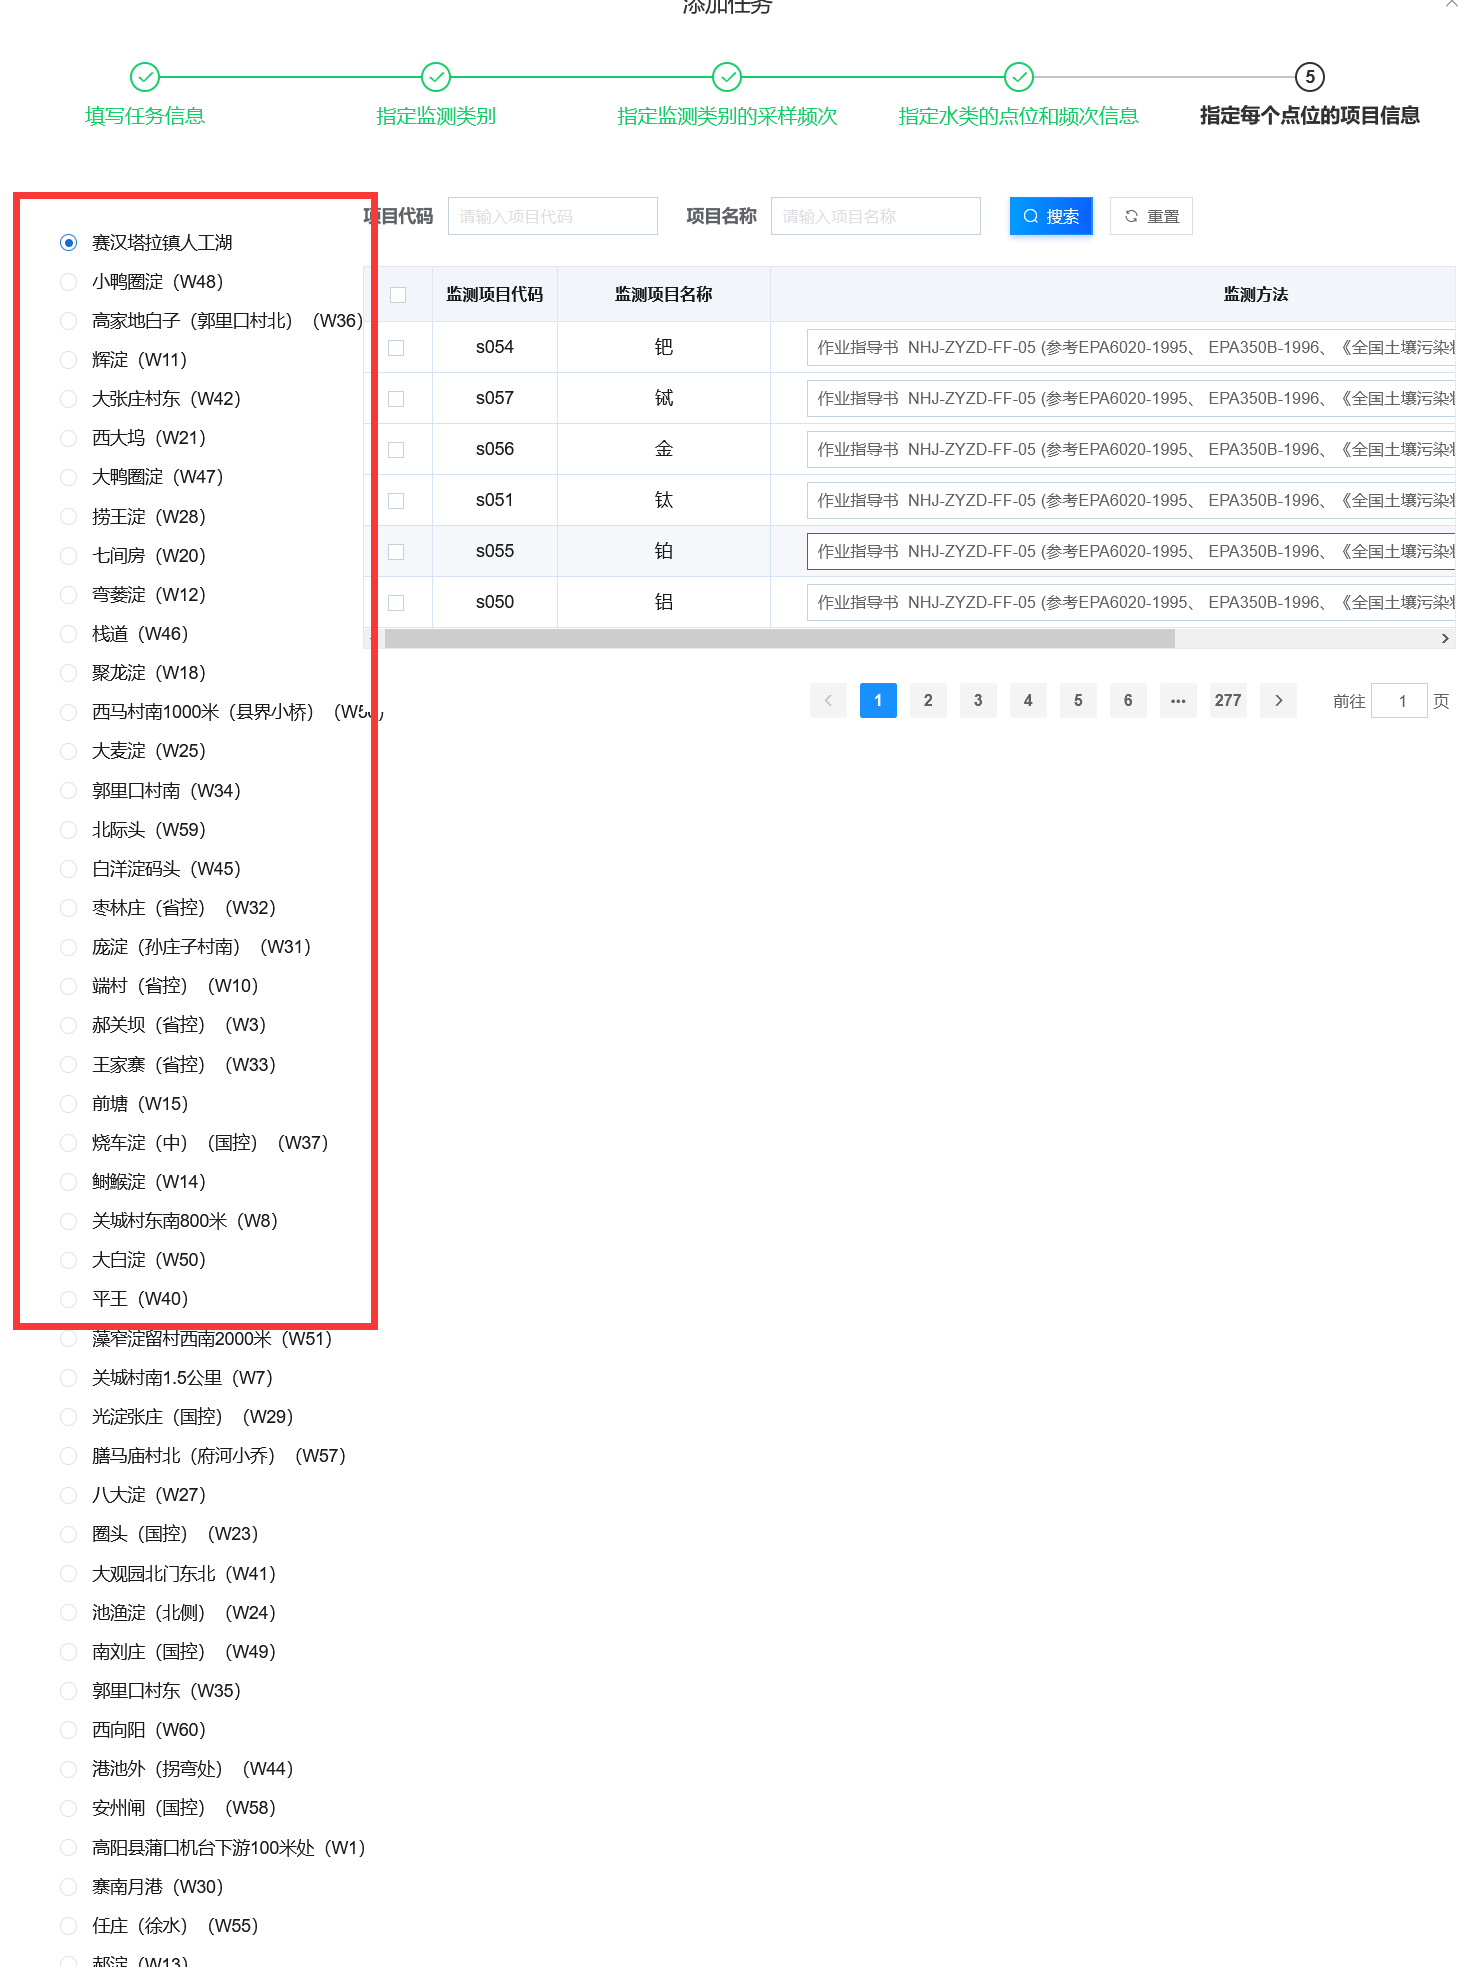 添加任务
填写任务信息
指定监测类别
指定监测类别的采样频次
指定水类的点位和频次信息
5
指定每个点位的项目信息
项目代码 请输入项目代码 项目名称 请输入项目名称 搜索 重置
赛汉塔拉镇人工湖
小鸭圈淀（W48）
高家地白子（郭里口村北）（W36）
辉淀（W11）
大张庄村东（W42）
西大坞（W21）
大鸭圈淀（W47）
捞王淀（W28）
七间房（W20）
弯蒌淀（W12）
栈道（W46）
聚龙淀（W18）
西马村南1000米（县界小桥）
大麦淀（W25）
郭里口村南（W34）
北际头（W59）
白洋淀码头（W45）
枣林庄（省控）（W32）
庞淀（孙庄子村南）（W31）
端村（省控）（W10）
郝关坝（省控）（W3）
王家寨（省控）（W33）
前塘（W15）
烧车淀（中）（国控）（W37）
鲋鯸淀（W14）
关城村东南800米（W8）
大白淀（W50）
平王（W40）
藻窄淀留村西南2000米（W51）
关城村南1.5公里（W7）
光淀张庄（国控）（W29）
膳马庙村北（府河小乔）（W57）
八大淀（W27）
圈头（国控）（W23）
大观园北门东北（W41）
池渔淀（北侧）（W24）
南刘庄（国控）（W49）
郭里口村东（W35）
西向阳（W60）
港池外（拐弯处）（W44）
安州闸（国控）（W58）
高阳县蒲口机台下游100米处（W1）
寨南月港（W30）
任庄（徐水）（W55）
郝淀（W13）
监测项目代码 监测项目名称 监测方法
s054 钯 作业指导书 NHJ-ZYZD-FF-05 (参考EPA6020-1995、 EPA350B-1996、《全国土壤污染
s057 铽 作业指导书 NHJ-ZYZD-FF-05 (参考EPA6020-1995、 EPA350B-1996、《全国土壤污染
s056 金 作业指导书 NHJ-ZYZD-FF-05 (参考EPA6020-1995、 EPA350B-1996、《全国土壤污染
s051 钛 作业指导书 NHJ-ZYZD-FF-05 (参考EPA6020-1995、 EPA350B-1996、《全国土壤污染
s055 铂 作业指导书 NHJ-ZYZD-FF-05 (参考EPA6020-1995、 EPA350B-1996、《全国土壤污染
s050 铝 作业指导书 NHJ-ZYZD-FF-05 (参考EPA6020-1995、 EPA350B-1996、《全国土壤污染
1 2 3 4 5 6 ··· 277 前往 1 页